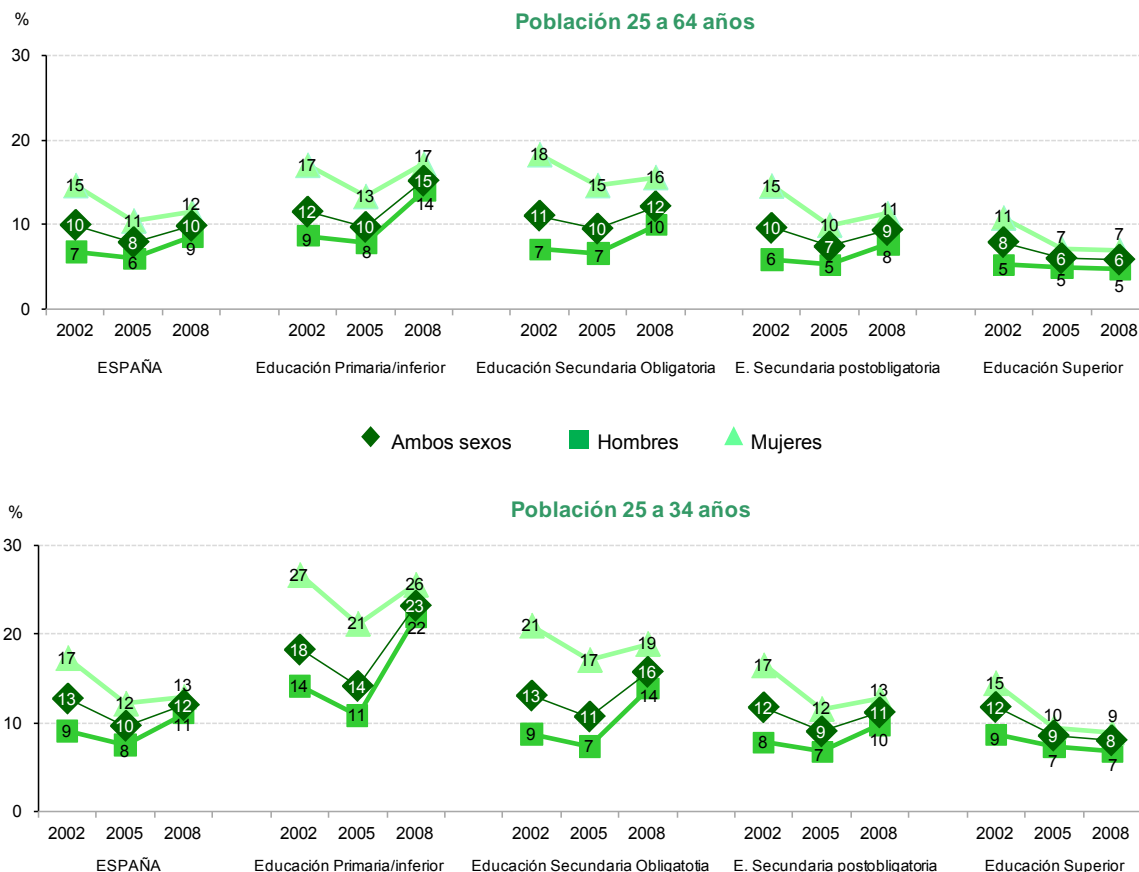 %
Población 25 a 64 años
30
20
10
0
15 11 12
10 8 10
7 6 9
17 13 17
12 10 15
9 8 14
18 15 16
11 10 12
7 7 10
15 10 11
10 7 9
6 5 8
11 7 7
8 6 6
5 5 5
2002 2005 2008 2002 2005 2008 2002 2005 2008 2002 2005 2008 2002 2005 2008
ESPAÑA Educación Primaria/inferior Educación Secundaria Obligatoria E. Secundaria postobligatoria Educación Superior
Ambos sexos Hombres Mujeres
Población 25 a 34 años
%
30
20
10
0
17 12 13
13 10 12
9 8 11
27 21 26
18 14 23
14 11 22
21 17 19
13 11 16
9 7 14
17 12 13
12 9 11
8 7 10
15 10 9
12 9 8
9 7 7
2002 2005 2008 2002 2005 2008 2002 2005 2008 2002 2005 2008 2002 2005 2008
ESPAÑA Educación Primaria/inferior Educación Secundaria Obligatotia E. Secundaria postobligatoria Educación Superior